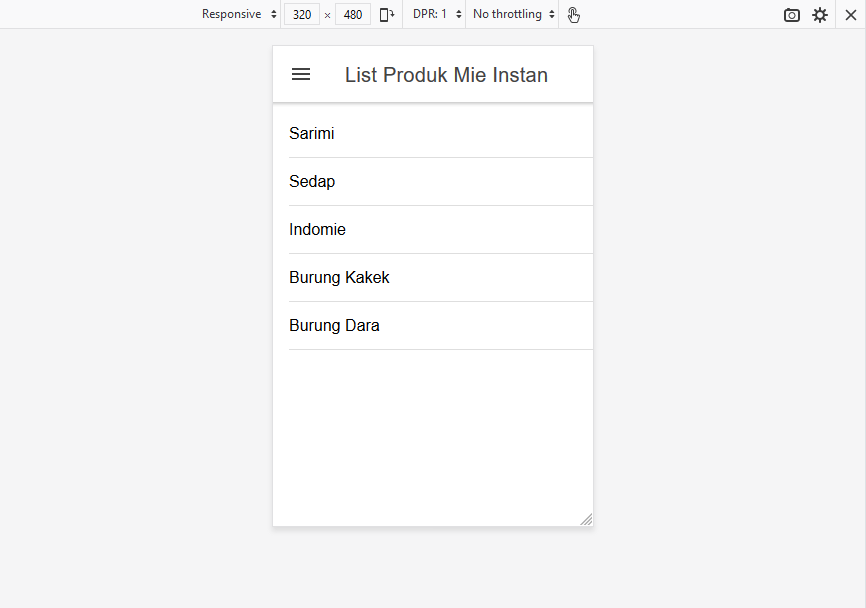 Responsive 320 × 480 DPR: 1 No throttling
List Produk Mie Instan
Sarimi
Sedap
Indomie
Burung Kakek
Burung Dara